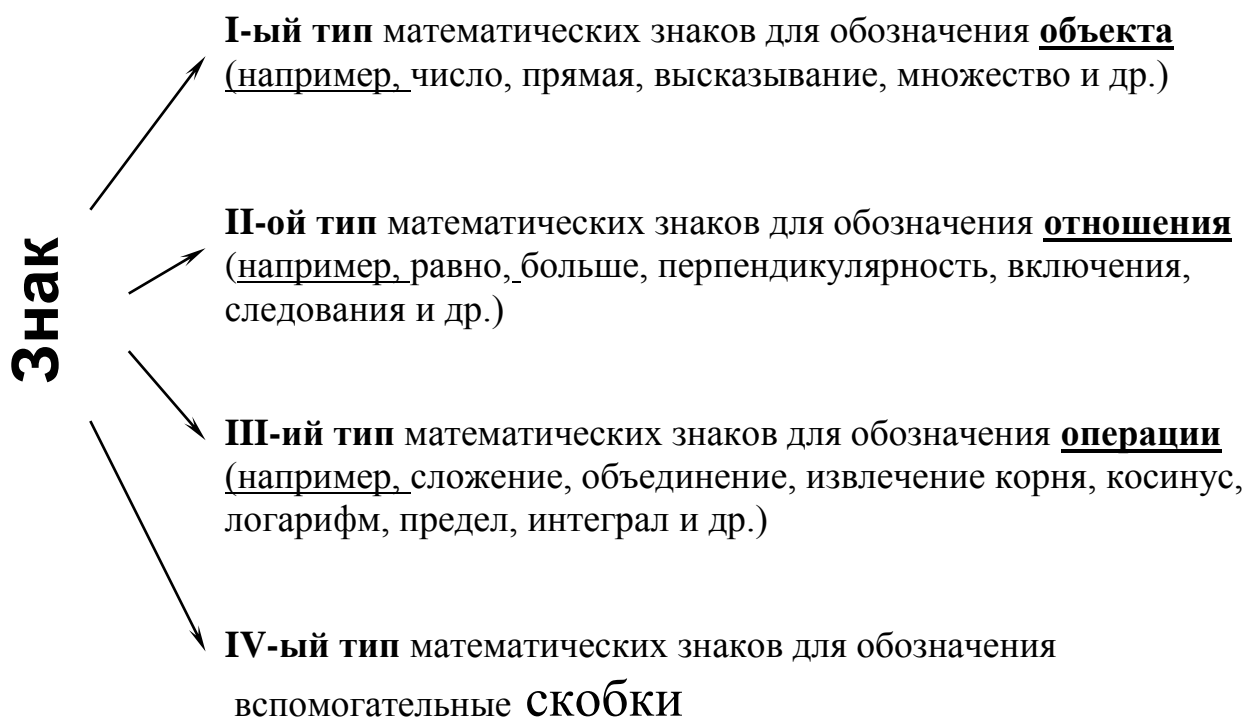 Знак
I-ый тип математических знаков для обозначения объекта
(например, число, прямая, высказывание, множество и др.)
II-ой тип математических знаков для обозначения отношения
(например, равно, больше, перпендикулярность, включения,
следования и др.)
III-ий тип математических знаков для обозначения операции
(например, сложение, объединение, извлечение корня, косинус,
логарифм, предел, интеграл и др.)
IV-ый тип математических знаков для обозначения
вспомогательные скобки